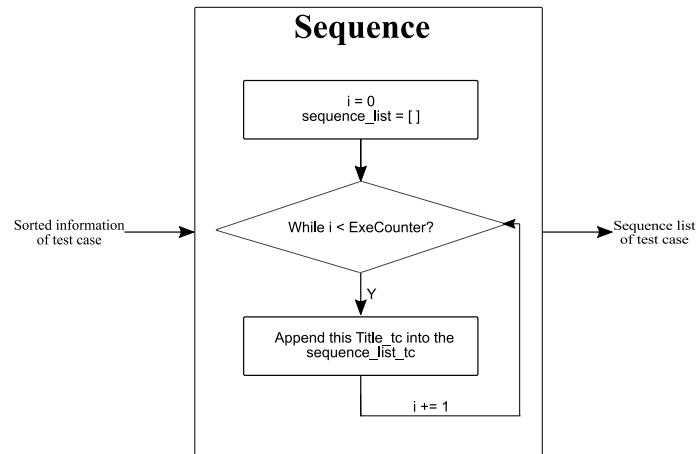 Sequence
i = 0
sequence_list = [ ]
While i < ExeCounter?
Sorted information
of test case
Sequence list
of test case
Y
Append this Title_tc into the
sequence_list_tc
i += 1